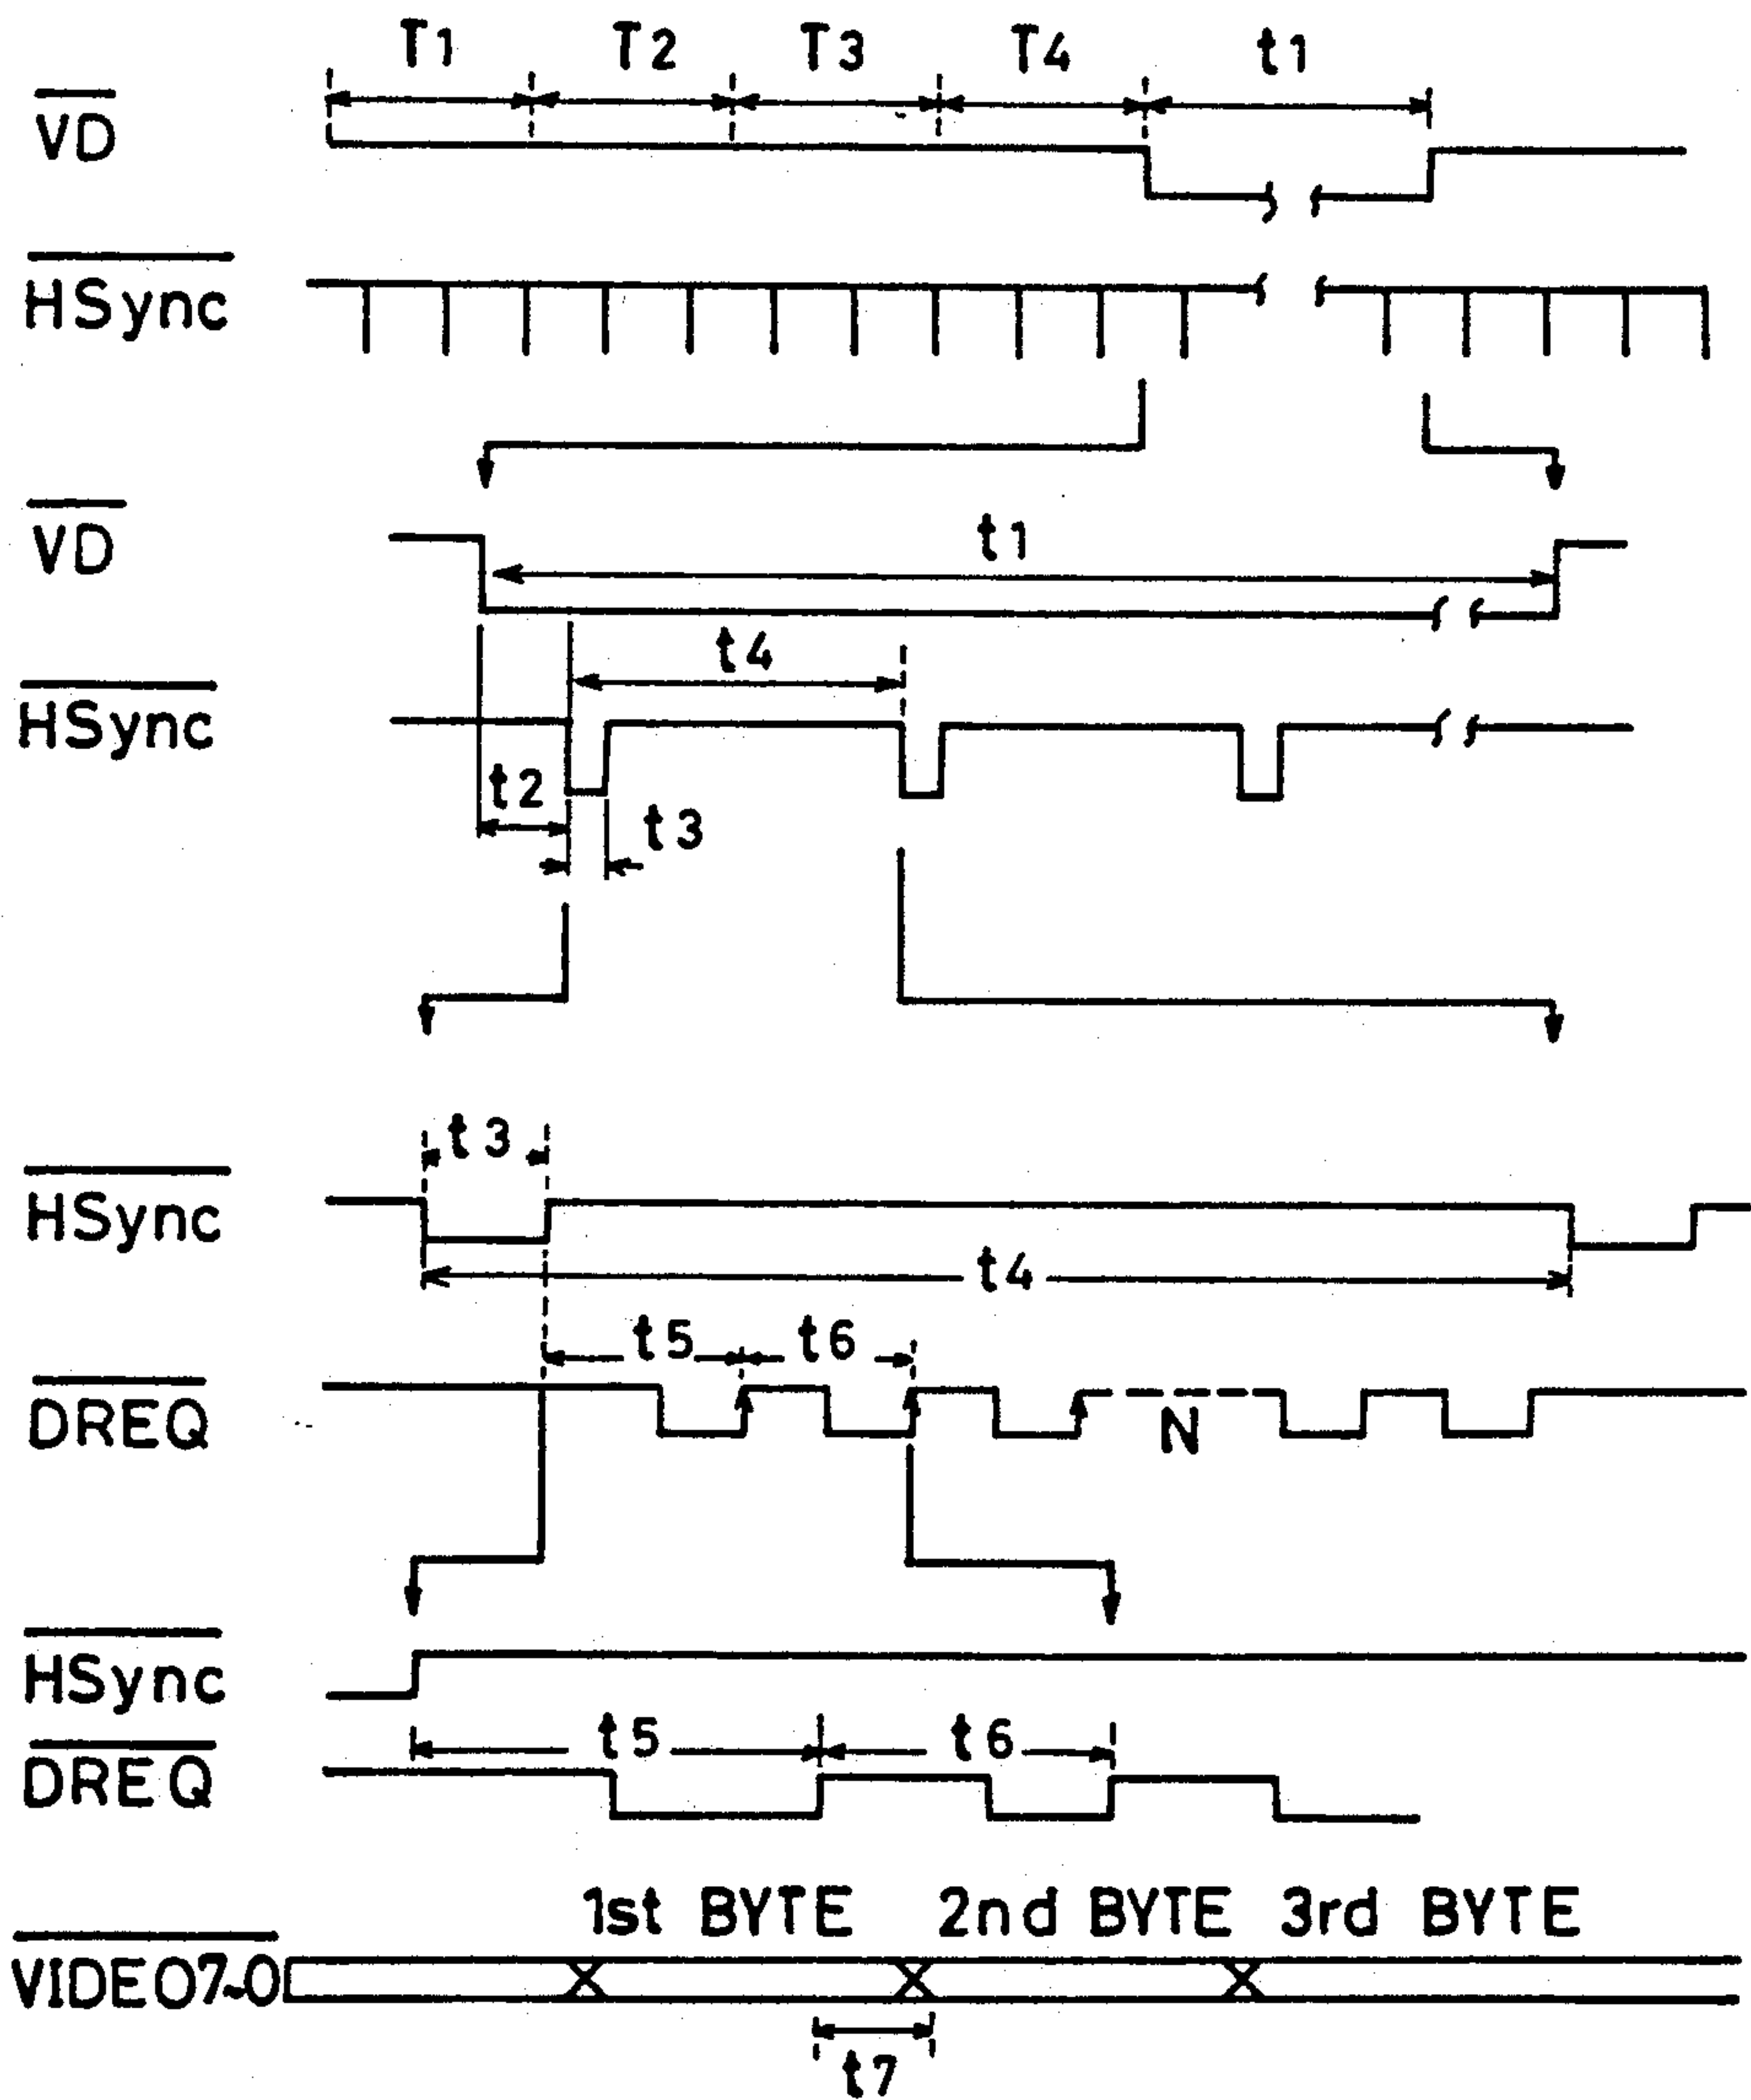 T1 T2 T3 T4 t1
VD
HSync
VD
t1
t4
HSync
t2
t3
t3
HSync
t4
t5 t6
DREQ
N
HSync
t5 t6
DREQ
1st BYTE 2nd BYTE 3rd BYTE
VIDEO7~0
t7